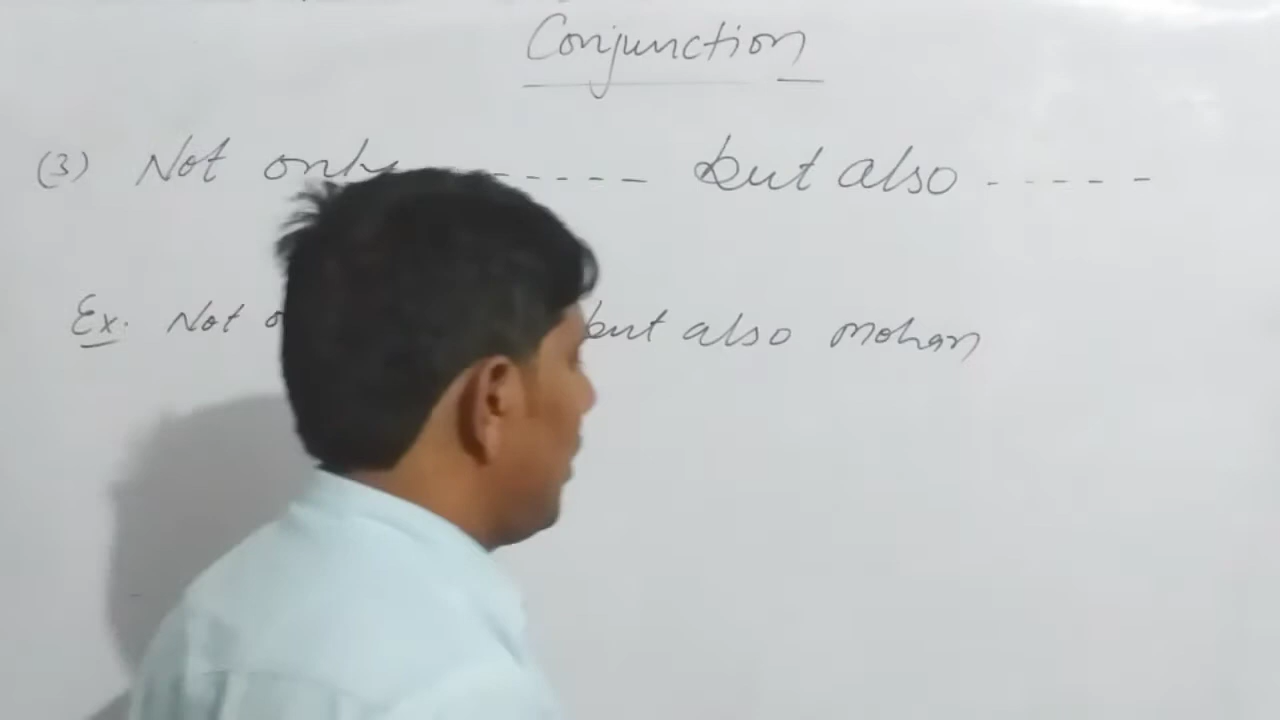 Conjunction
(3) Not only ----- but also -----
Ex. Not but also mohan